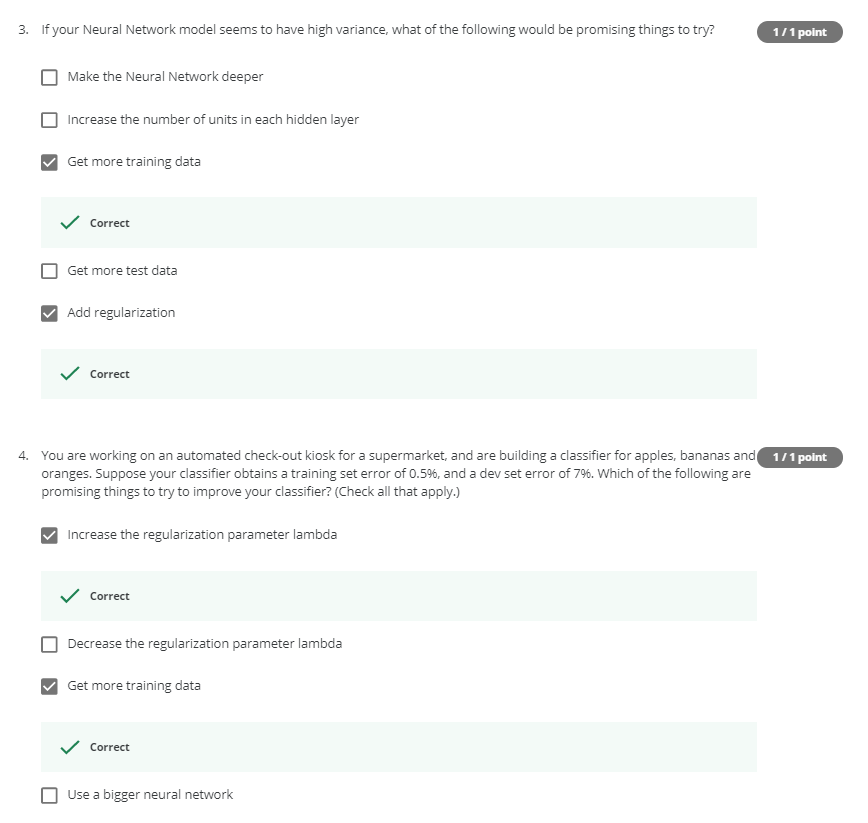 3. If your Neural Network model seems to have high variance, what of the following would be promising things to try?
1 / 1 point
Make the Neural Network deeper
Increase the number of units in each hidden layer
Get more training data
Correct
Get more test data
Add regularization
Correct
4. You are working on an automated check-out kiosk for a supermarket, and are building a classifier for apples, bananas and
1 / 1 point
oranges. Suppose your classifier obtains a training set error of 0.5%, and a dev set error of 7%. Which of the following are
promising things to try to improve your classifier? (Check all that apply.)
Increase the regularization parameter lambda
Correct
Decrease the regularization parameter lambda
Get more training data
Correct
Use a bigger neural network